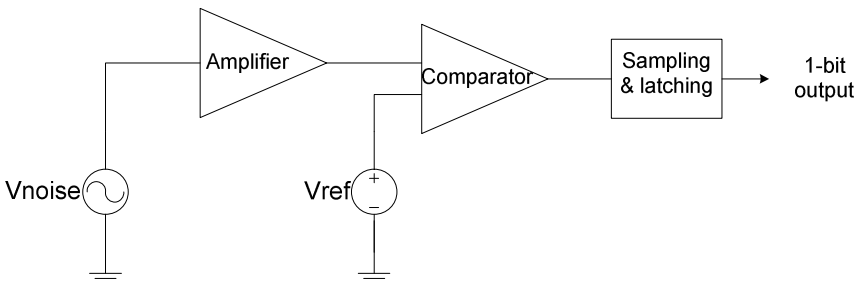 Amplifier
Comparator
Sampling
& latching
1-bit
output
Vnoise
Vref
+
−